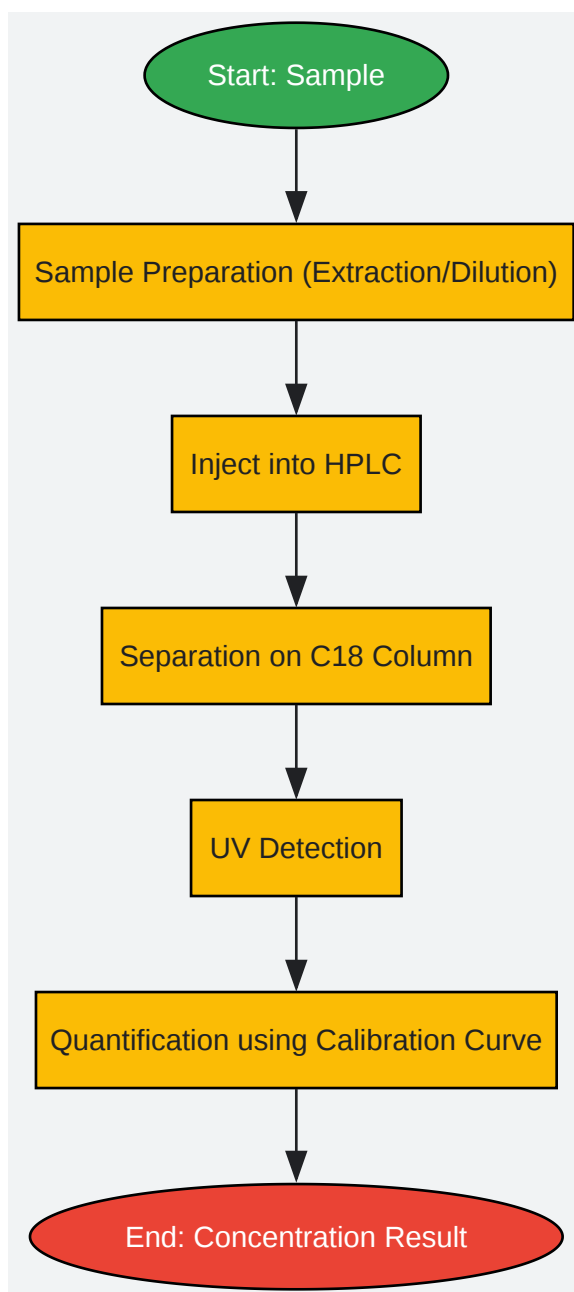 Start: Sample
Sample Preparation (Extraction/Dilution)
Inject into HPLC
Separation on C18 Column
UV Detection
Quantification using Calibration Curve
End: Concentration Result